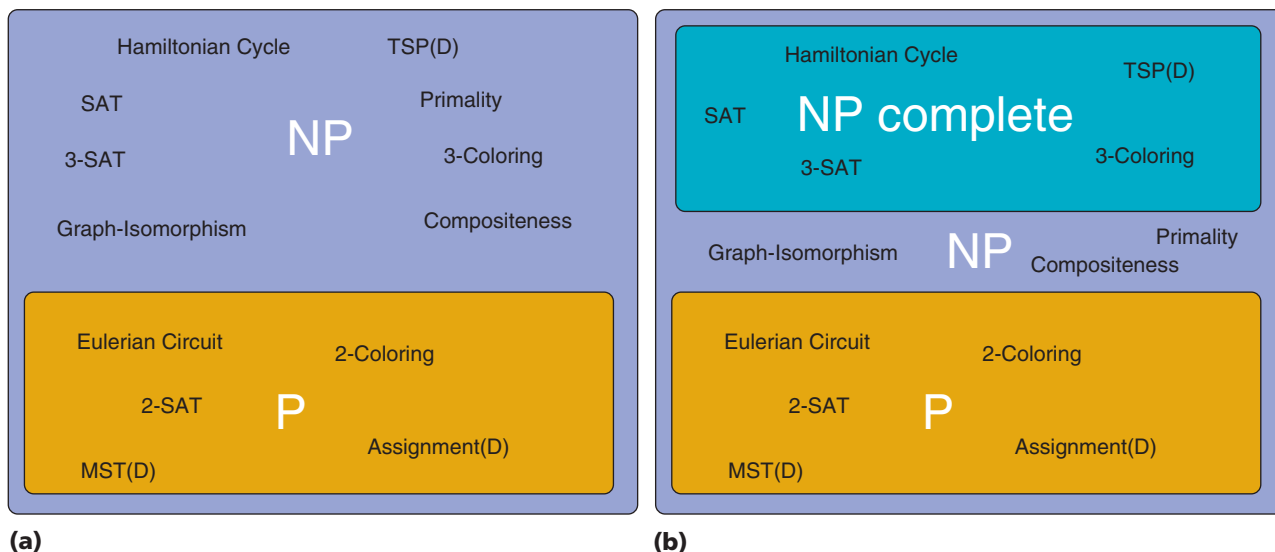 Hamiltonian Cycle
TSP(D)
SAT
Primality
NP
3-SAT
3-Coloring
Graph-Isomorphism
Compositeness
Eulerian Circuit
2-Coloring
2-SAT
P
Assignment(D)
MST(D)
(a)
Hamiltonian Cycle
TSP(D)
SAT
NP complete
3-SAT
3-Coloring
Graph-Isomorphism
NP
Primality
Compositeness
Eulerian Circuit
2-Coloring
2-SAT
P
Assignment(D)
MST(D)
(b)